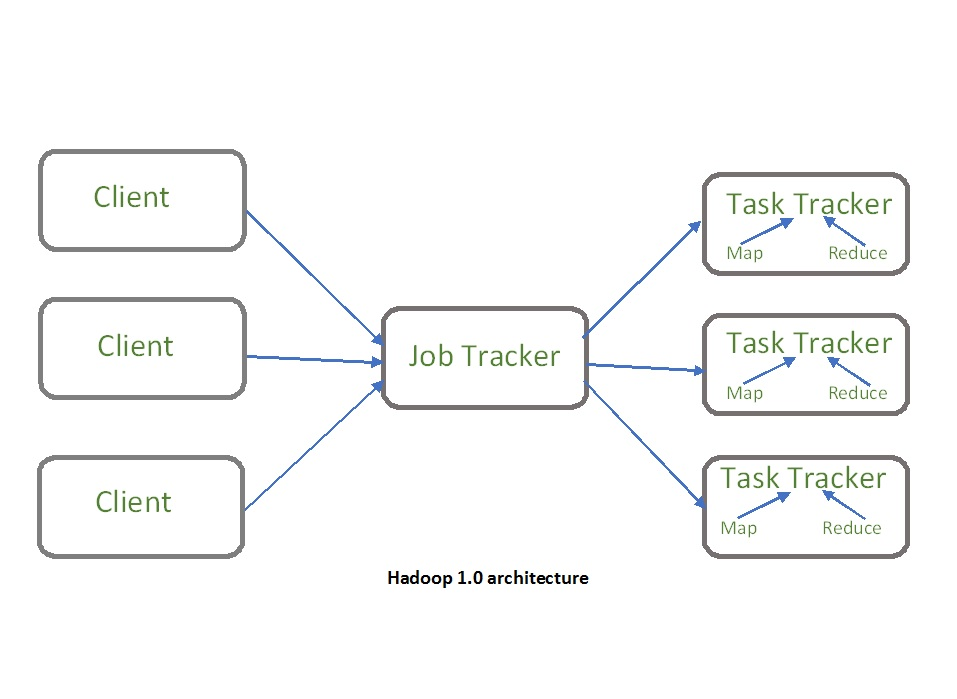 Client
Client
Client
Job Tracker
Task Tracker
Map Reduce
Task Tracker
Map Reduce
Task Tracker
Map Reduce
Hadoop 1.0 architecture